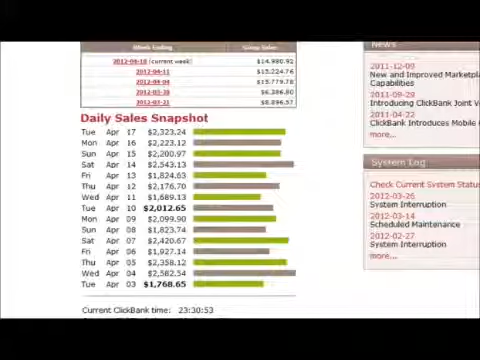 Week Ending Gross Sales
2012-04-18 (current week) $14,980.92
2012-04-11 $15,224.76
2012-04-04 $15,779.78
2012-03-28 $6,386.80
2012-03-21 $8,896.57
Daily Sales Snapshot
Tue Apr 17 $2,323.24
Mon Apr 16 $2,223.12
Sun Apr 15 $2,200.97
Sat Apr 14 $2,543.13
Fri Apr 13 $1,824.63
Thu Apr 12 $2,176.70
Wed Apr 11 $1,689.13
Tue Apr 10 $2,012.65
Mon Apr 09 $2,099.90
Sun Apr 08 $1,823.74
Sat Apr 07 $2,420.67
Fri Apr 06 $1,927.14
Thu Apr 05 $2,358.12
Wed Apr 04 $2,582.54
Tue Apr 03 $1,768.65
Current ClickBank time: 23:30:53
News
2011-12-09
New and Improved Marketpla
Capabilities
2011-09-29
Introducing ClickBank Joint V
2011-04-22
ClickBank Introduces Mobile
more...
System Log
Check Current System Status
2012-03-26
System Interruption
2012-03-14
Scheduled Maintenance
2012-02-27
System Interruption
more...